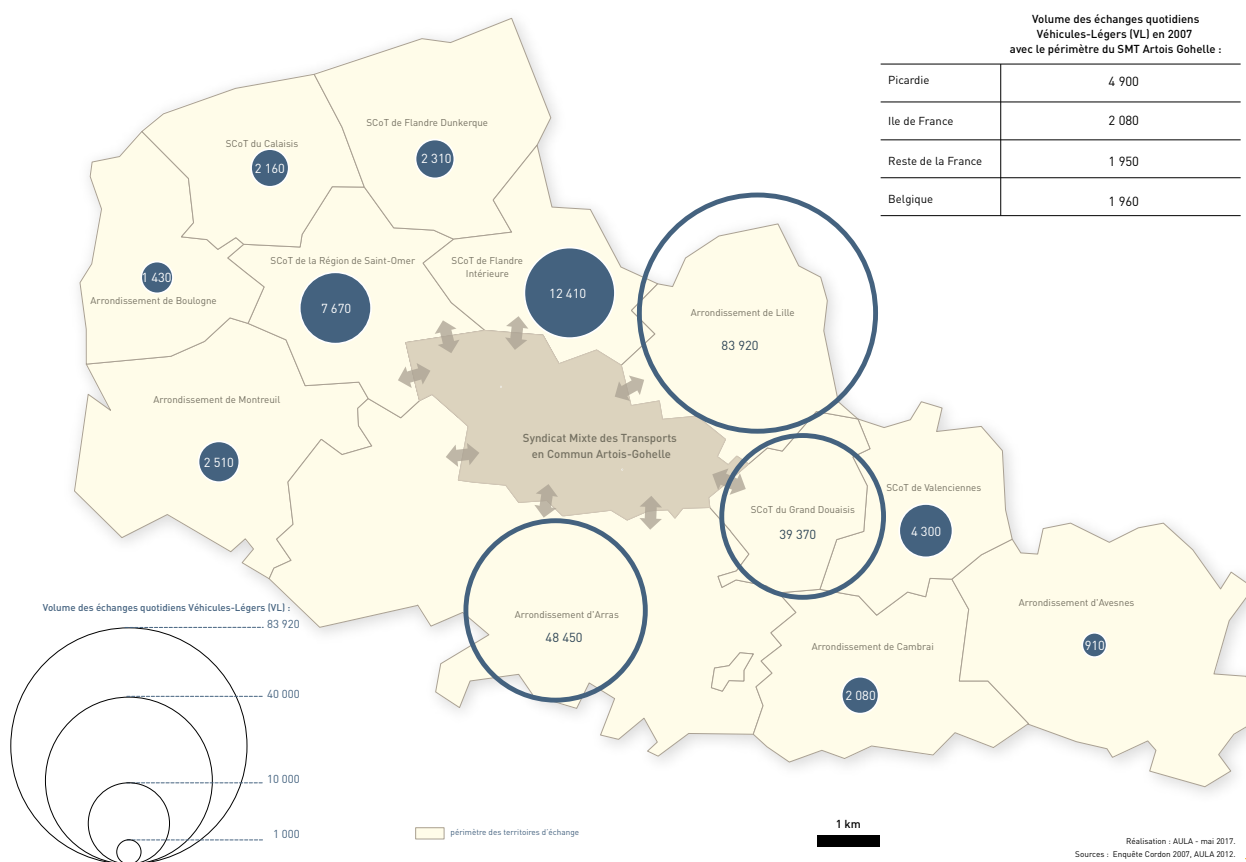 Volume des échanges quotidiens
Véhicules-Légers (VL) en 2007
avec le périmètre du SMT Artois Gohelle :
Picardie 4 900
Ile de France 2 080
Reste de la France 1 950
Belgique 1 960
SCoT de Flandre Dunkerque
2 310
SCoT du Calaisis
2 160
SCoT de la Région de Saint-Omer
7 670
SCoT de Flandre
Intérieure
12 410
1 430
Arrondissement de Boulogne
Arrondissement de Lille
83 920
Arrondissement de Montreuil
2 510
Syndicat Mixte des Transports
en Commun Artois-Gohelle
SCoT de Valenciennes
4 300
SCoT du Grand Douaisis
39 370
Arrondissement d'Arras
48 450
Arrondissement d'Avesnes
910
Arrondissement de Cambrai
2 080
Volume des échanges quotidiens Véhicules-Légers (VL) :
83 920
40 000
10 000
1 000
périmètre des territoires d'échange
1 km
Réalisation : AULA - mai 2017.
Sources : Enquête Cordon 2007, AULA 2012.